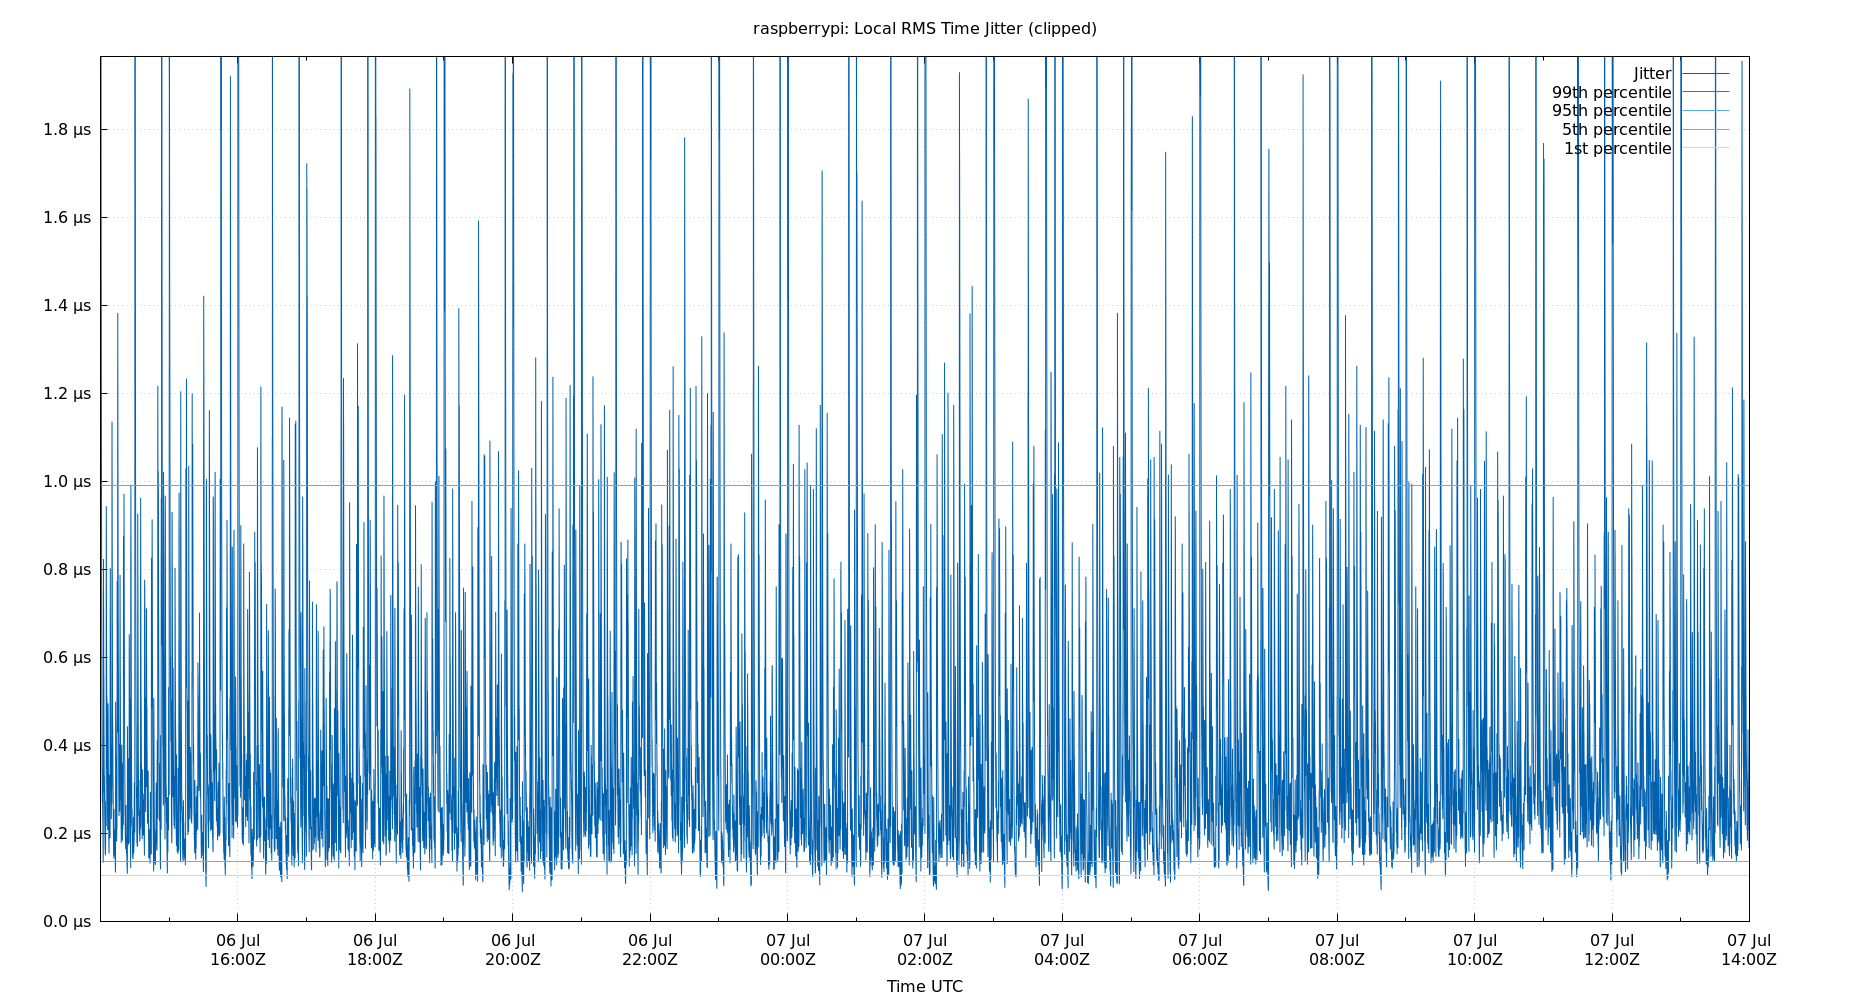 raspberrypi: Local RMS Time Jitter (clipped)
Jitter
99th percentile
95th percentile
5th percentile
1st percentile
1.8 µs
1.6 µs
1.4 µs
1.2 µs
1.0 µs
0.8 µs
0.6 µs
0.4 µs
0.2 µs
0.0 µs
06 Jul 06 Jul 06 Jul 06 Jul 07 Jul 07 Jul 07 Jul 07 Jul 07 Jul 07 Jul 07 Jul 07 Jul
16:00Z 18:00Z 20:00Z 22:00Z 00:00Z 02:00Z 04:00Z 06:00Z 08:00Z 10:00Z 12:00Z 14:00Z
Time UTC